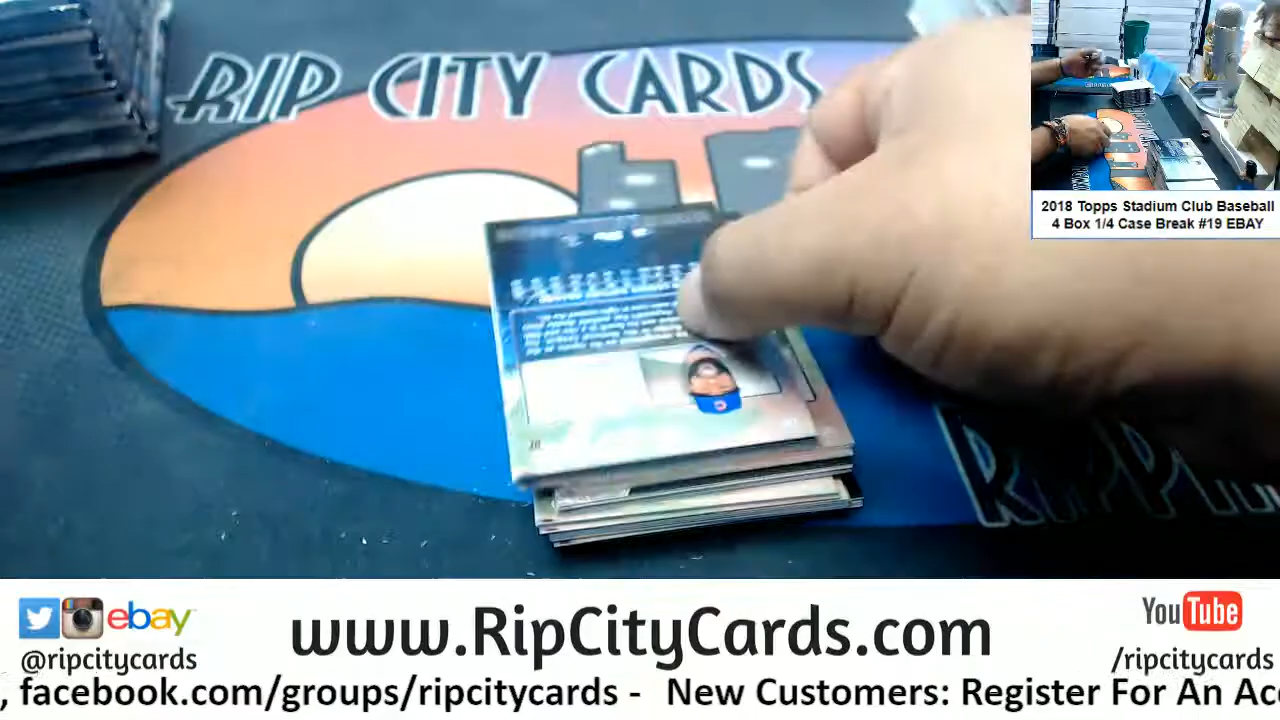 RIP CITY CARDS
2018 Topps Stadium Club Baseball
4 Box 1/4 Case Break #19 EBAY
ebay
www.RipCityCards.com
YouTube
@ripcitycards
/ripcitycards
, facebook.com/groups/ripcitycards - New Customers: Register For An Acc